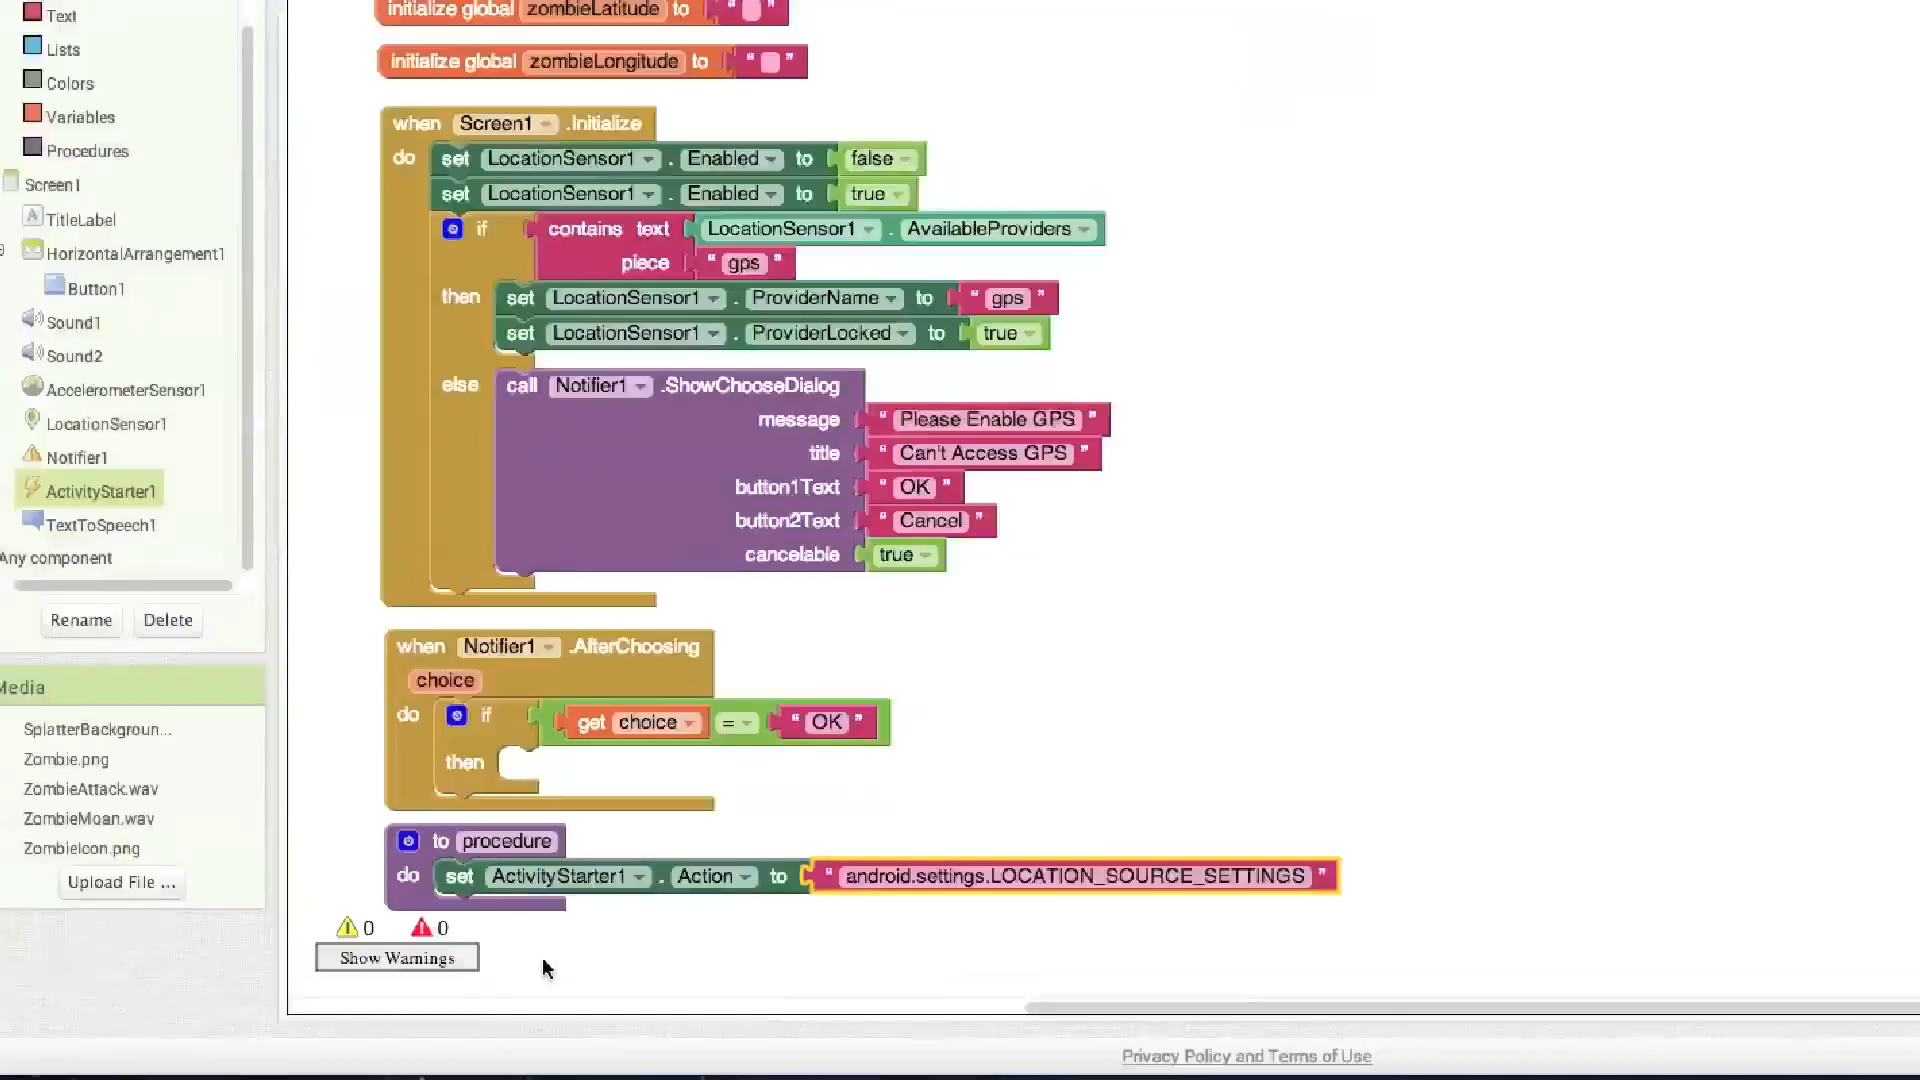 Text
Lists
Colors
Variables
Procedures
Screen1
TitleLabel
HorizontalArrangement1
Button1
Sound1
Sound2
AccelerometerSensor1
LocationSensor1
Notifier1
ActivityStarter1
TextToSpeech1
Any component
Rename Delete
Media
SplatterBackgroun...
Zombie.png
ZombieAttack.wav
ZombieMoan.wav
ZombieIcon.png
Upload File ...
initialize global zombieLatitude to " "
initialize global zombieLongitude to " "
when Screen1 .Initialize
do set LocationSensor1 . Enabled to false
set LocationSensor1 . Enabled to true
if contains text LocationSensor1 . AvailableProviders
piece " gps "
then set LocationSensor1 . ProviderName to " gps "
set LocationSensor1 . ProviderLocked to true
else call Notifier1 .ShowChooseDialog
message " Please Enable GPS "
title " Can't Access GPS "
button1Text " OK "
button2Text " Cancel "
cancelable true
when Notifier1 .AfterChoosing
choice
do if get choice = " OK "
then
to procedure
do set ActivityStarter1 . Action to " android.settings.LOCATION_SOURCE_SETTINGS "
0 0
Show Warnings
Privacy Policy and Terms of Use